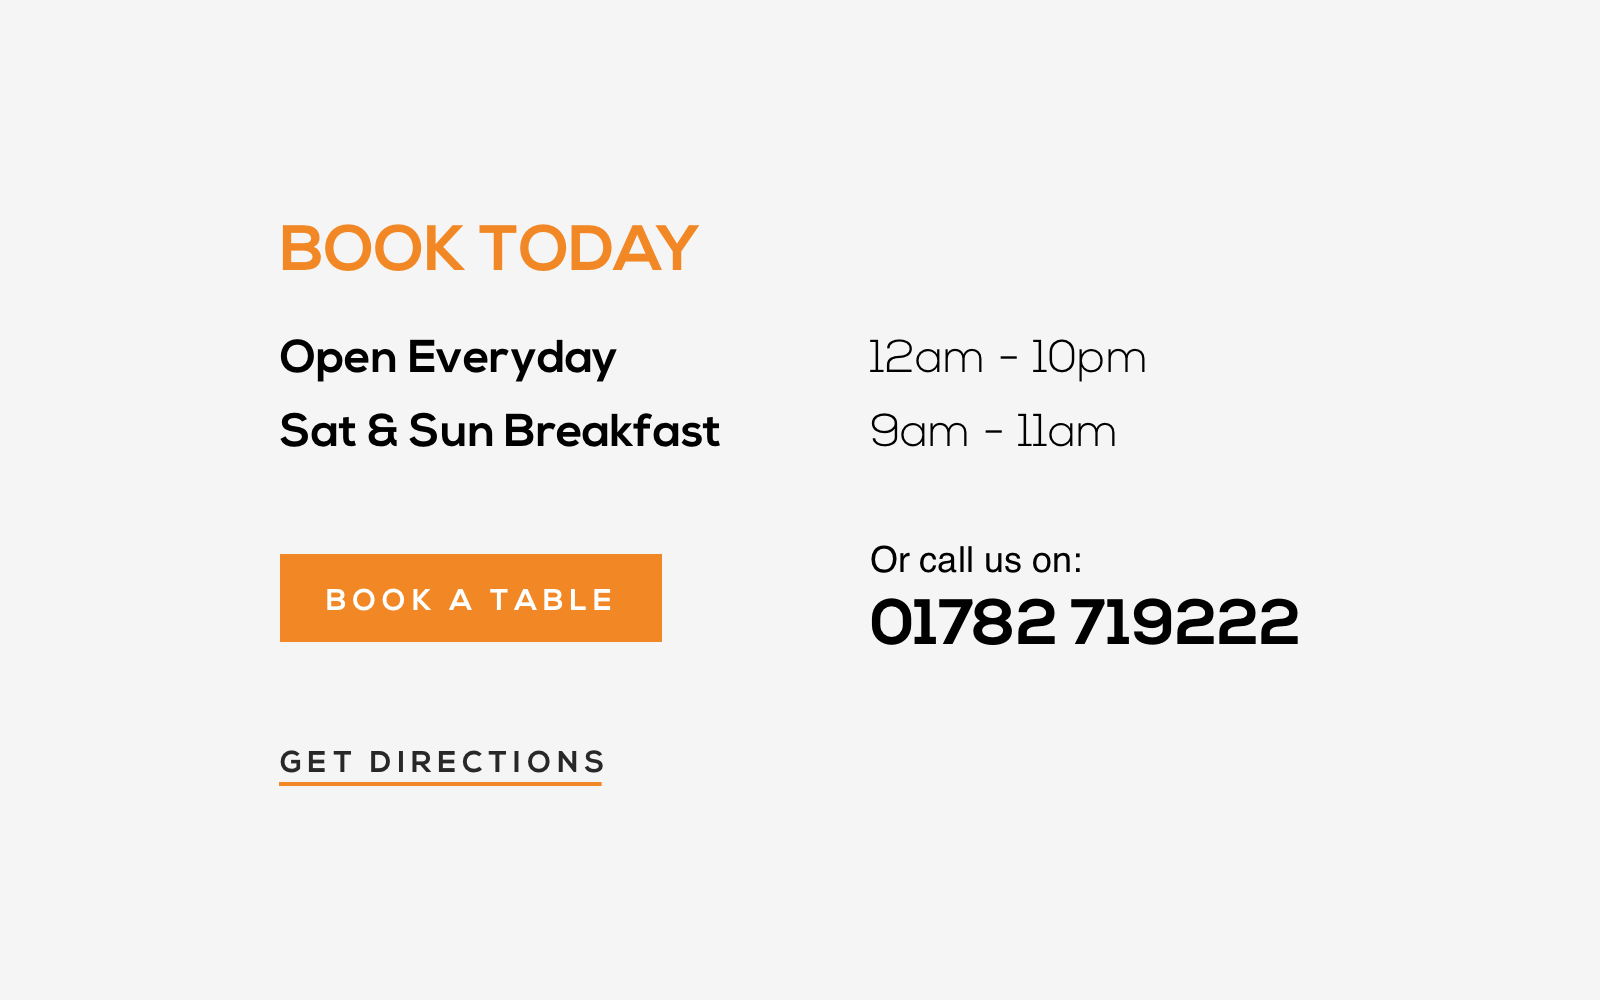 BOOK TODAY
Open Everyday 12am - 10pm
Sat & Sun Breakfast 9am - 11am
BOOK A TABLE
Or call us on:
01782 719222
GET DIRECTIONS